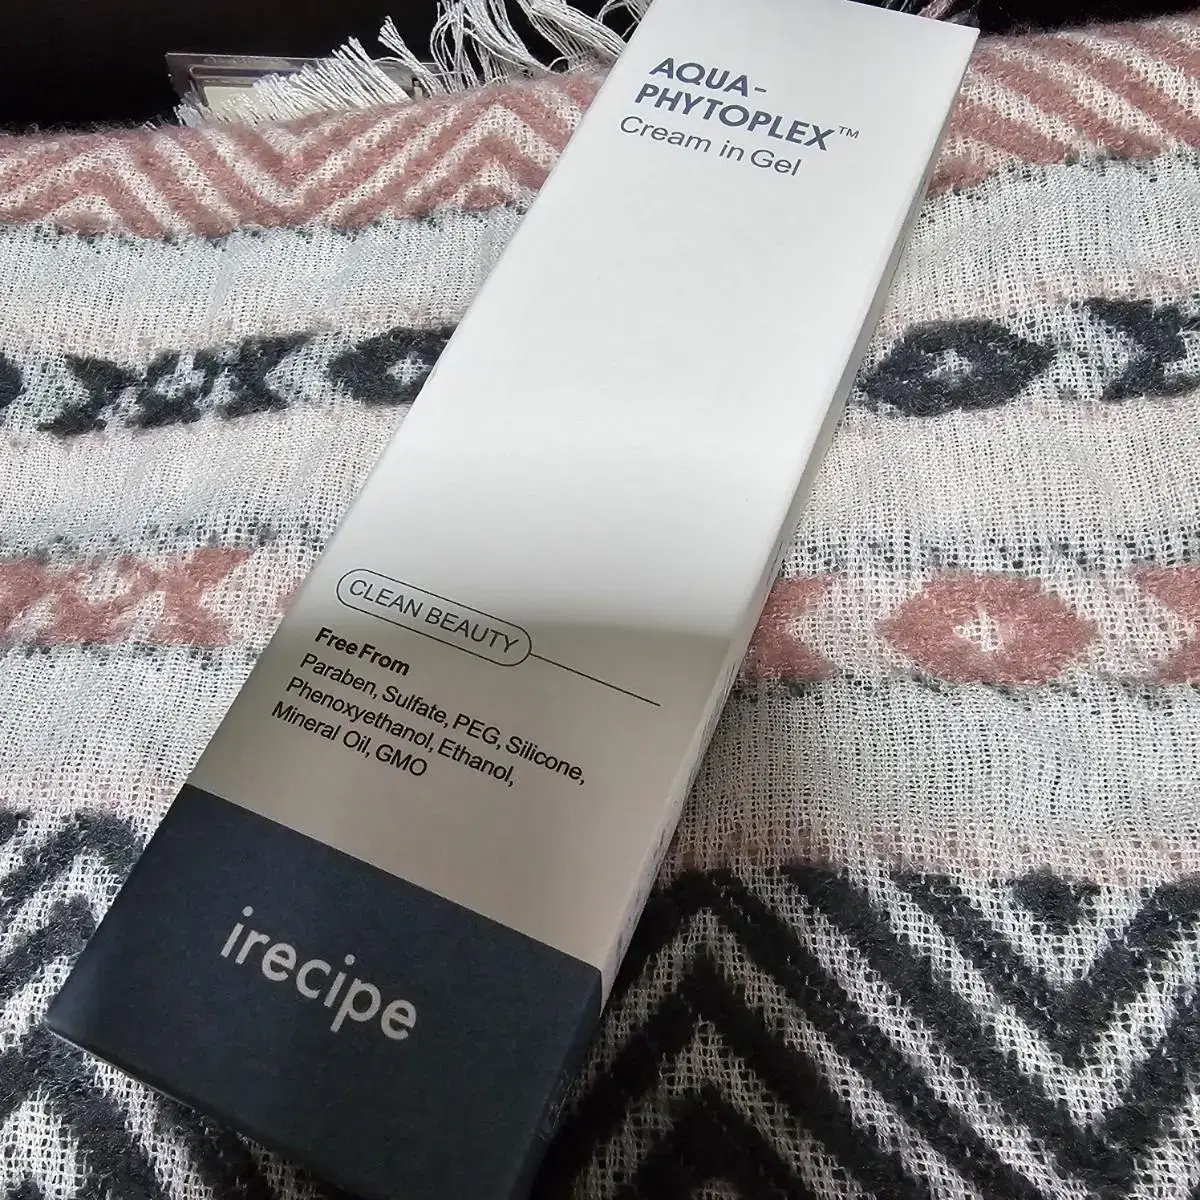 AQUA-
PHYTOPLEX™
Cream in Gel
CLEAN BEAUTY
Free From
Paraben, Sulfate, PEG, Silicone,
Phenoxyethanol, Ethanol,
Mineral Oil, GMO
irecipe